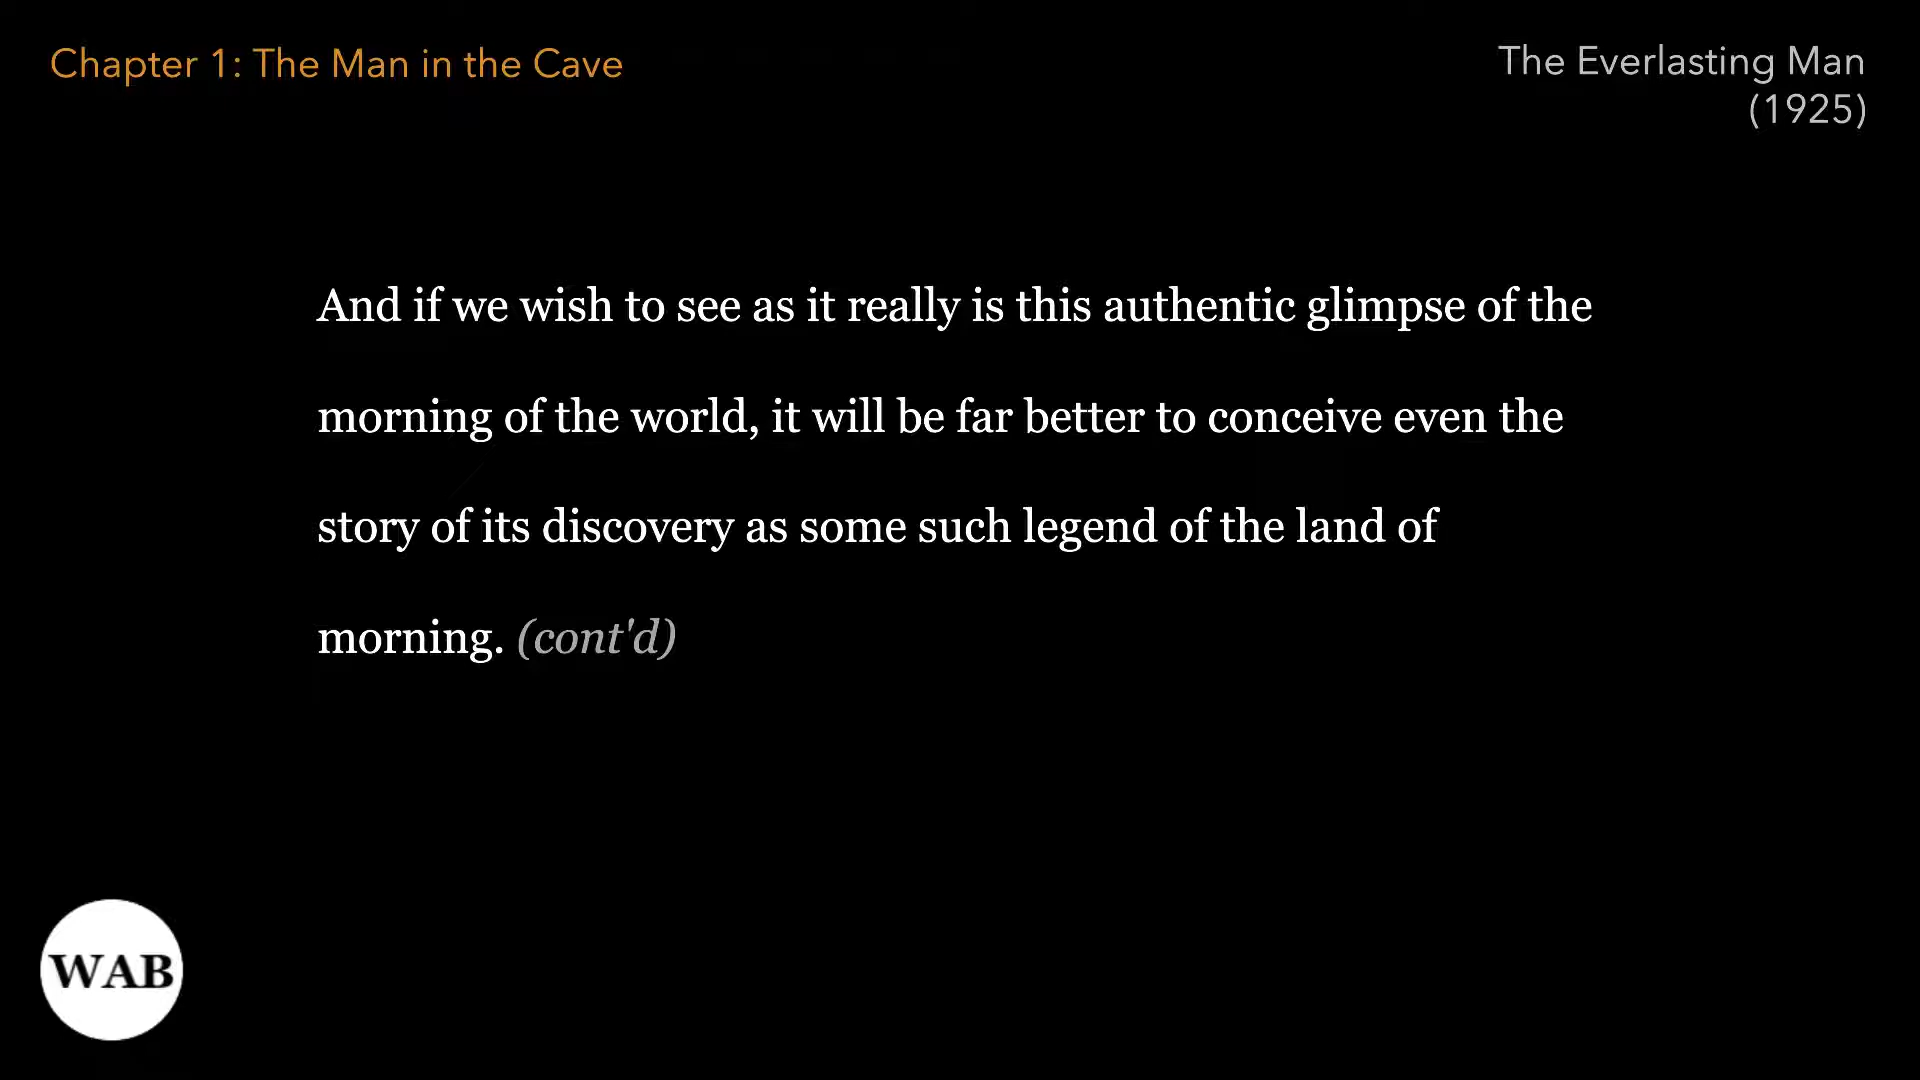 Chapter 1: The Man in the Cave
The Everlasting Man
(1925)
And if we wish to see as it really is this authentic glimpse of the
morning of the world, it will be far better to conceive even the
story of its discovery as some such legend of the land of
morning. (cont'd)
WAB